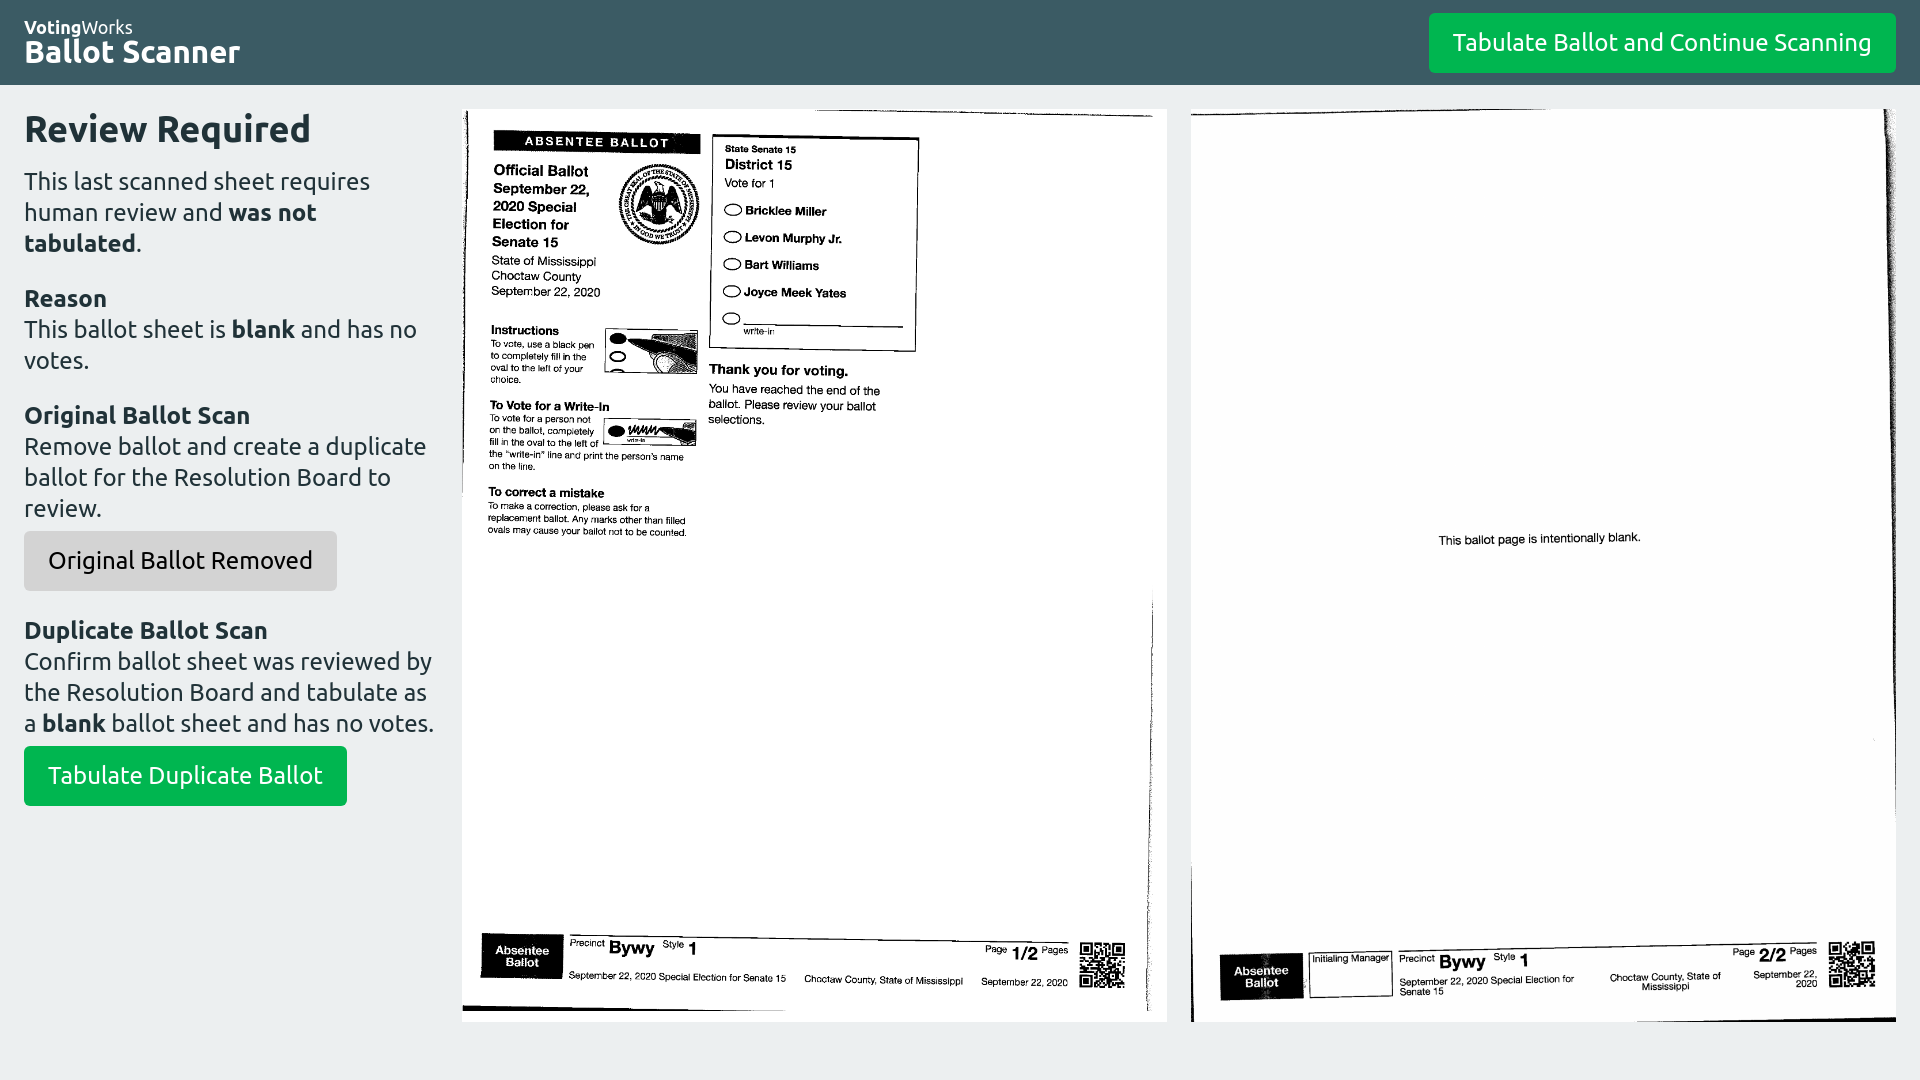 VotingWorks
Ballot Scanner
Tabulate Ballot and Continue Scanning
Review Required
This last scanned sheet requires
human review and was not
tabulated.
Reason
This ballot sheet is blank and has no
votes.
Original Ballot Scan
Remove ballot and create a duplicate
ballot for the Resolution Board to
review.
Original Ballot Removed
Duplicate Ballot Scan
Confirm ballot sheet was reviewed by
the Resolution Board and tabulate as
a blank ballot sheet and has no votes.
Tabulate Duplicate Ballot
ABSENTEE BALLOT
Official Ballot
September 22,
2020 Special
Election for
Senate 15
State of Mississippi
Choctaw County
September 22, 2020
THE GREAT SEAL OF THE STATE OF MISSISSIPPI
IN GOD WE TRUST
Instructions
To vote, use a black pen
to completely fill in the
oval to the left of your
choice.
To Vote for a Write-In
To vote for a person not
on the ballot, completely
fill in the oval to the left of
the "write-in" line and print the person's name
on the line.
write-in
To correct a mistake
To make a correction, please ask for a
replacement ballot. Any marks other than filled
ovals may cause your ballot not to be counted.
State Senate 15
District 15
Vote for 1
Bricklee Miller
Levon Murphy Jr.
Bart Williams
Joyce Meek Yates
write-in
Thank you for voting.
You have reached the end of the
ballot. Please review your ballot
selections.
Absentee
Ballot
Precinct Bywy Style 1
Page 1/2 Pages
September 22, 2020 Special Election for Senate 15
Choctaw County, State of Mississippi
September 22, 2020
This ballot page is intentionally blank.
Absentee
Ballot
Initialing Manager
Precinct Bywy Style 1
Page 2/2 Pages
September 22, 2020 Special Election for
Senate 15
Choctaw County, State of
Mississippi
September 22,
2020